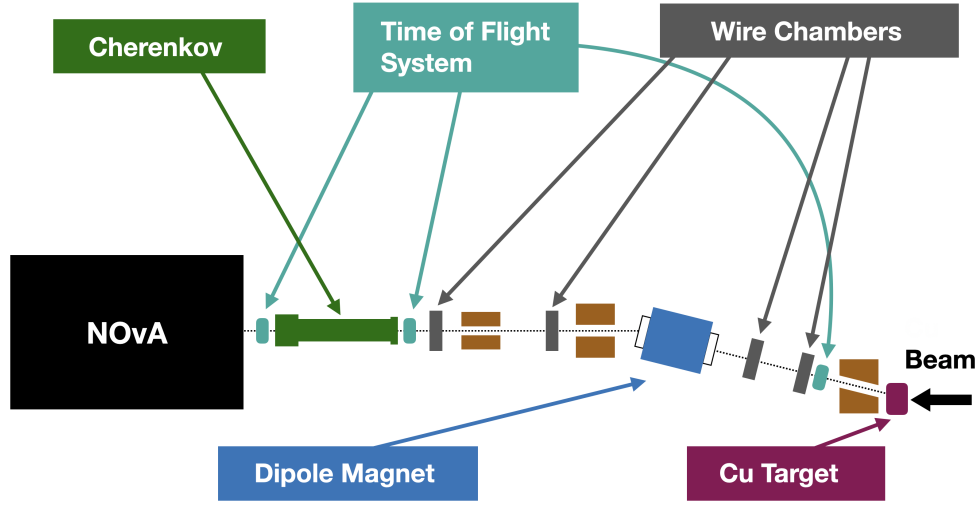 Cherenkov
Time of Flight
System
Wire Chambers
NOvA
Beam
Dipole Magnet
Cu Target